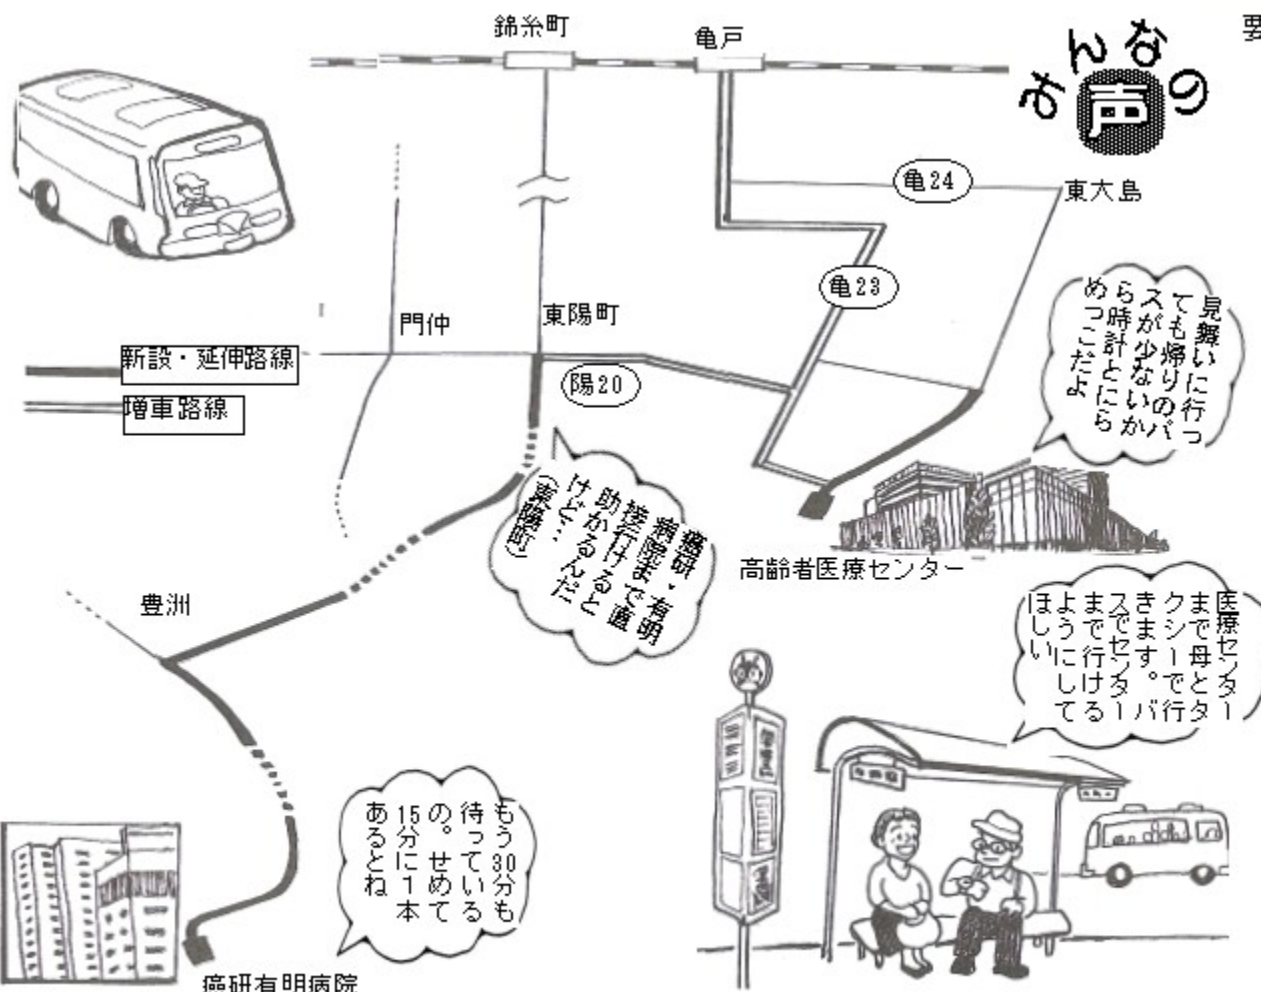 錦糸町
亀戸
要
みんなの
声
亀24
東大島
亀23
門仲
東陽町
陽20
新設・延伸路線
増車路線
見舞いに行っ
ても帰りのバ
スが少ないか
ら時計とにら
めっこだよ
癌研・有明
病院まで直
接行けると
助かるんだ
けど…
(東陽町)
高齢者医療センター
豊洲
医療センター
まで母とタ
クシーで行
きます。バ
スでセンター
まで行ける
ようにして
ほしい
もう30分も
待っている
の。せめて
15分に1本
あるとね
癌研有明病院